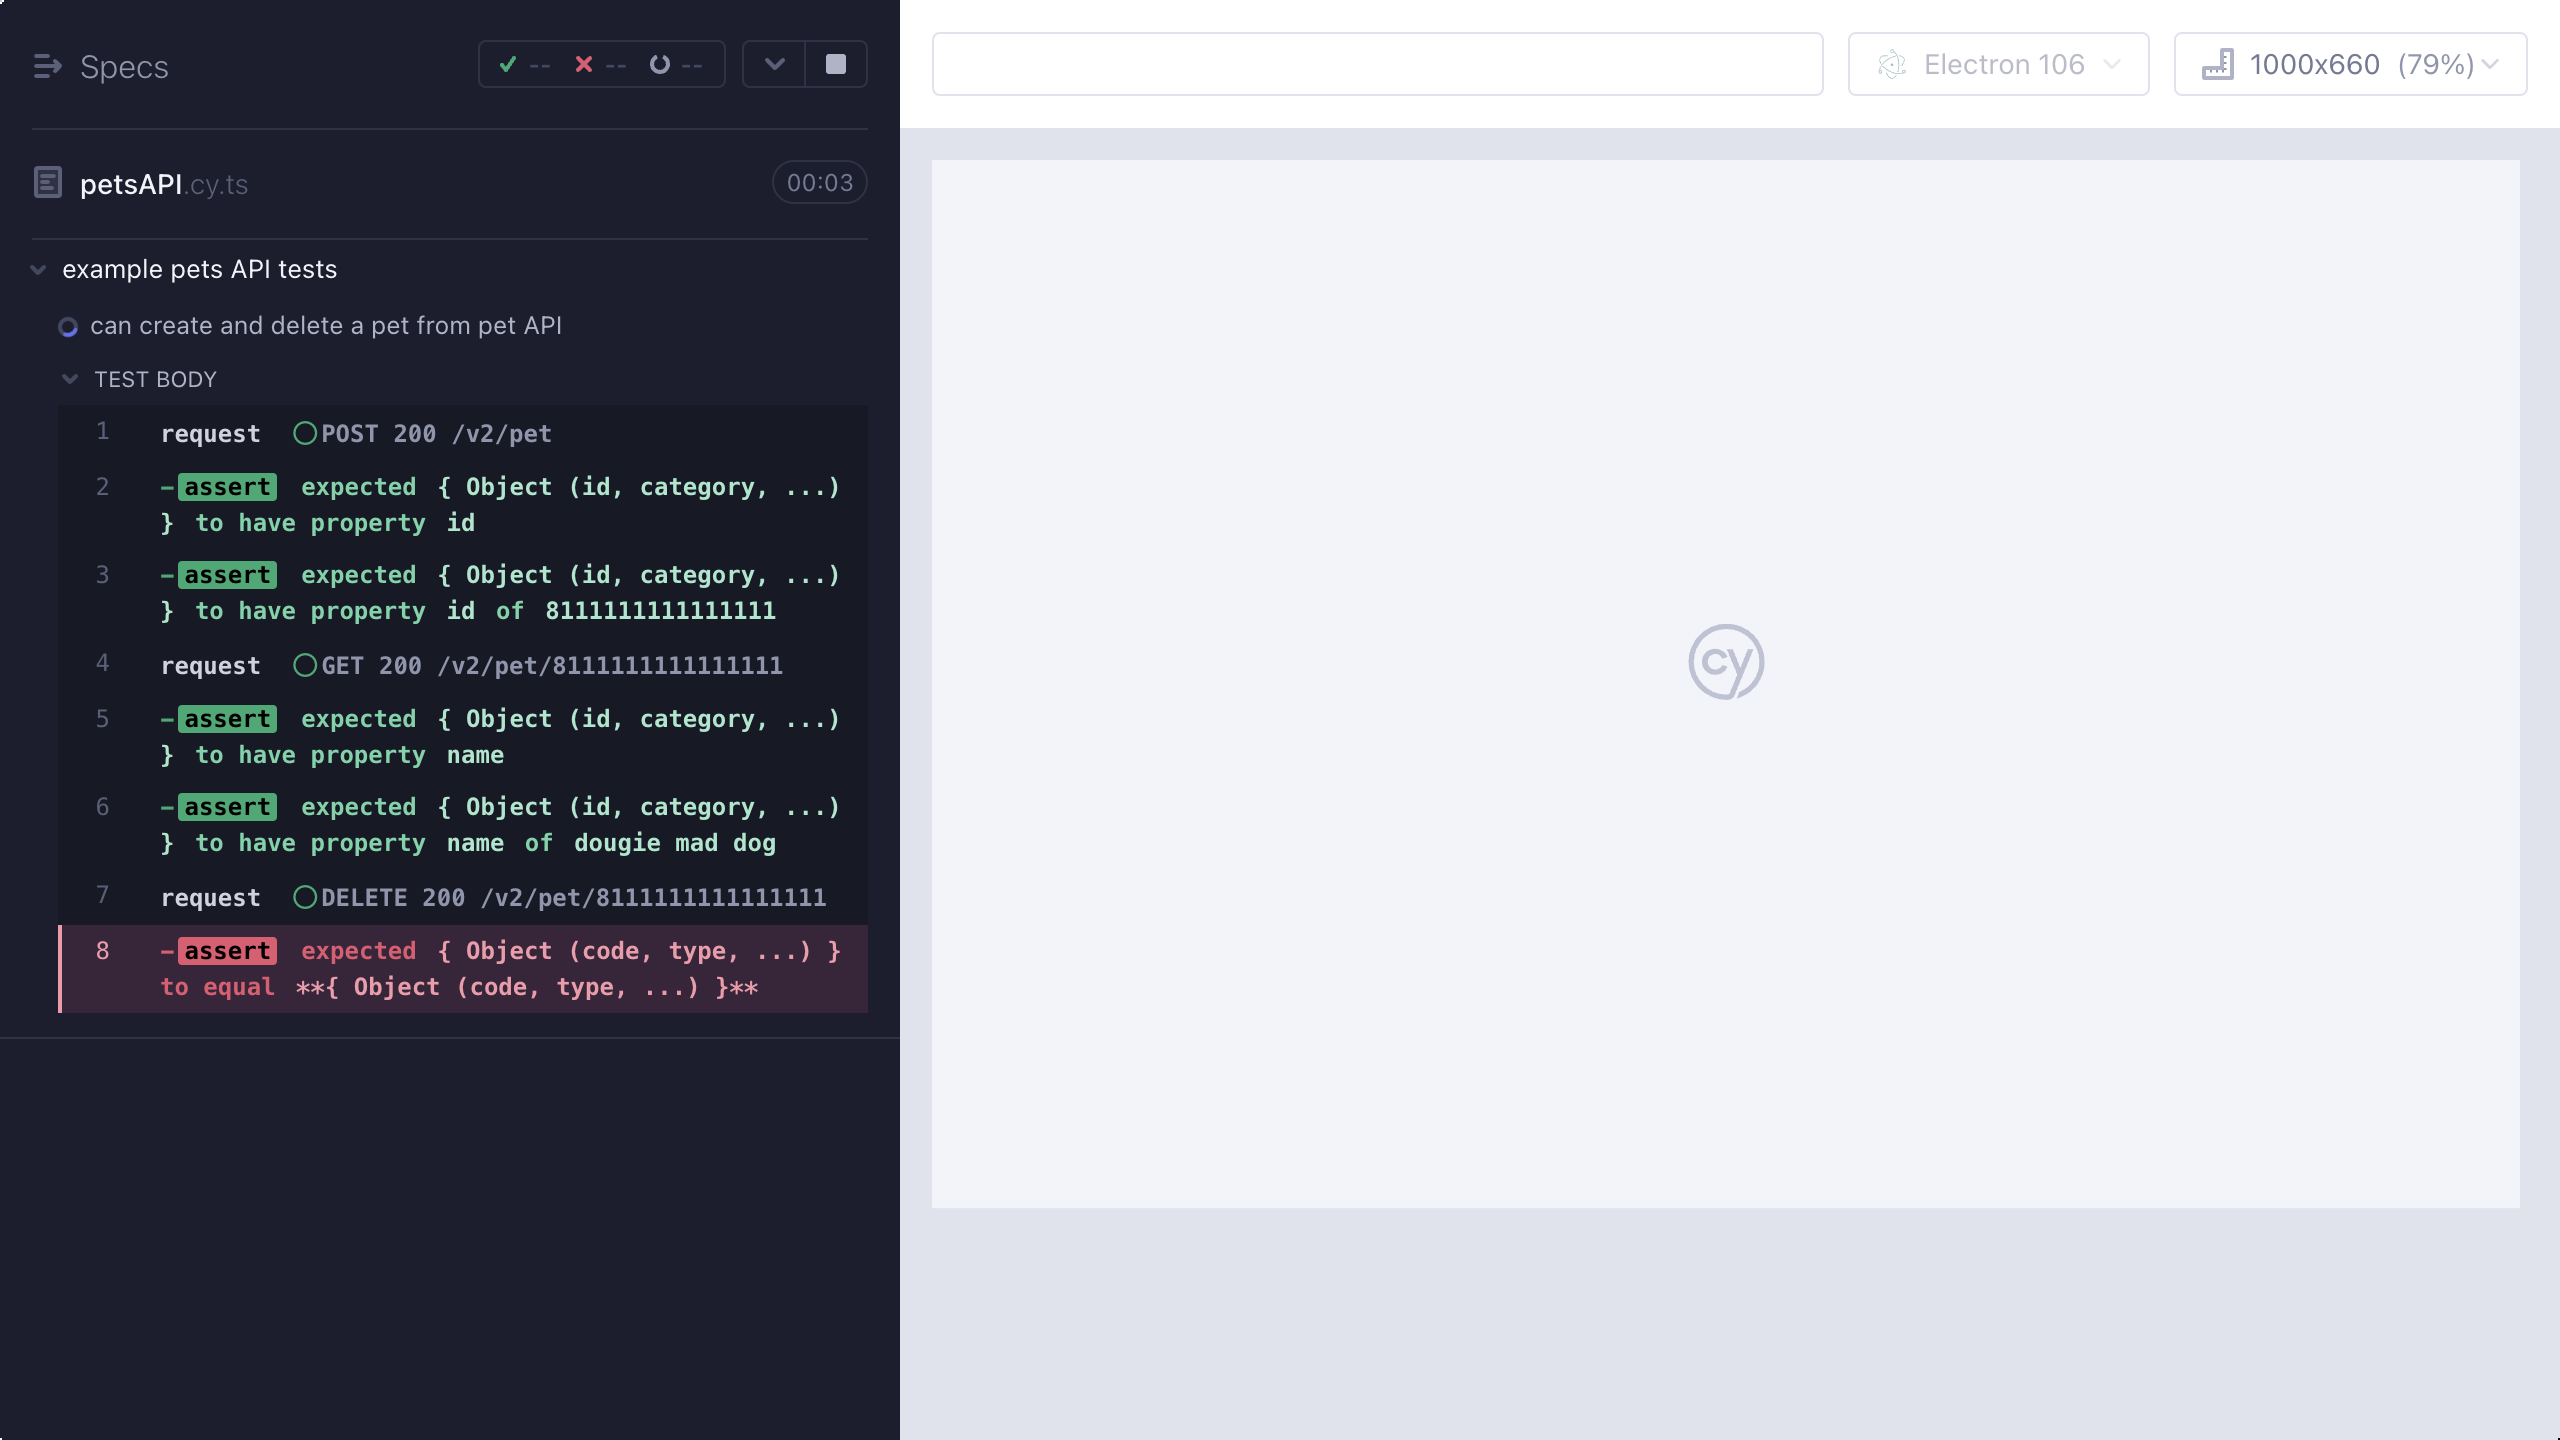 Specs
-- -- --
petsAPI.cy.ts 00:03
example pets API tests
can create and delete a pet from pet API
TEST BODY
1 request POST 200 /v2/pet
2 -assert expected { Object (id, category, ...)
} to have property id
3 -assert expected { Object (id, category, ...)
} to have property id of 8111111111111111
4 request GET 200 /v2/pet/8111111111111111
5 -assert expected { Object (id, category, ...)
} to have property name
6 -assert expected { Object (id, category, ...)
} to have property name of dougie mad dog
7 request DELETE 200 /v2/pet/8111111111111111
8 -assert expected { Object (code, type, ...) }
to equal **{ Object (code, type, ...) }**
Electron 106
1000x660 (79%)
cy